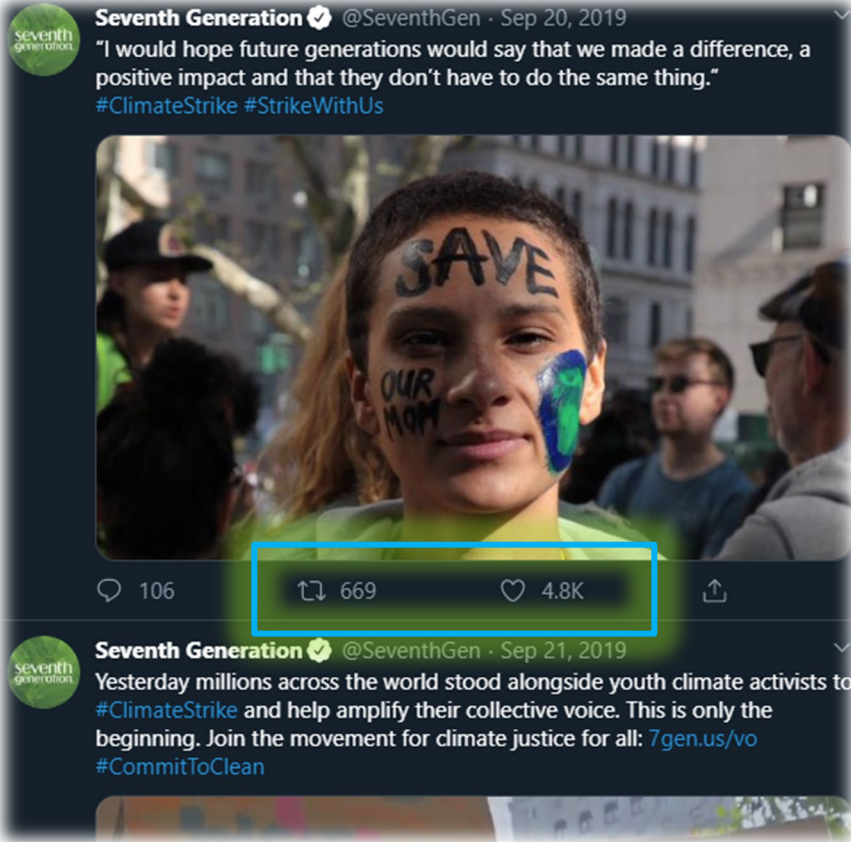 seventh
generation.
Seventh Generation @SeventhGen · Sep 20, 2019
“I would hope future generations would say that we made a difference, a
positive impact and that they don’t have to do the same thing.”
#ClimateStrike #StrikeWithUs
SAVE
OUR
MOM
106 669 4.8K
seventh
generation.
Seventh Generation @SeventhGen · Sep 21, 2019
Yesterday millions across the world stood alongside youth climate activists to
#ClimateStrike and help amplify their collective voice. This is only the
beginning. Join the movement for climate justice for all: 7gen.us/vo
#CommitToClean